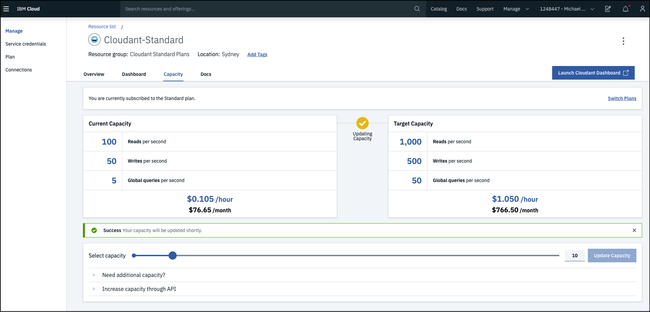 IBM Cloud
Search resources and offerings...
Catalog
Docs
Support
Manage
1248447 - Michael ...
Manage
Service credentials
Plan
Connections
Resource list /
Cloudant-Standard
Resource group: Cloudant Standard Plans Location: Sydney Add Tags
Overview
Dashboard
Capacity
Docs
Launch Cloudant Dashboard
You are currently subscribed to the Standard plan.
Switch Plans
Current Capacity
100 Reads per second
50 Writes per second
5 Global queries per second
$0.105 /hour
$76.65 /month
Updating
Capacity
Target Capacity
1,000 Reads per second
500 Writes per second
50 Global queries per second
$1.050 /hour
$766.50 /month
Success Your capacity will be updated shortly.
Select capacity
10
Update Capacity
Need additional capacity?
Increase capacity through API